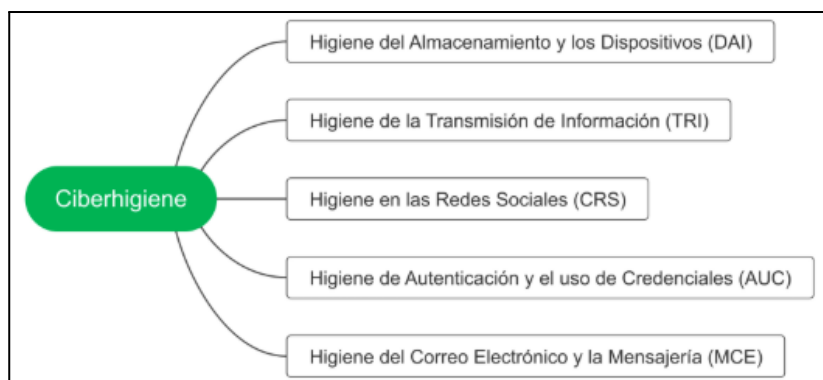 Higiene del Almacenamiento y los Dispositivos (DAI)
Higiene de la Transmisión de Información (TRI)
Ciberhigiene
Higiene en las Redes Sociales (CRS)
Higiene de Autenticación y el uso de Credenciales (AUC)
Higiene del Correo Electrónico y la Mensajería (MCE)